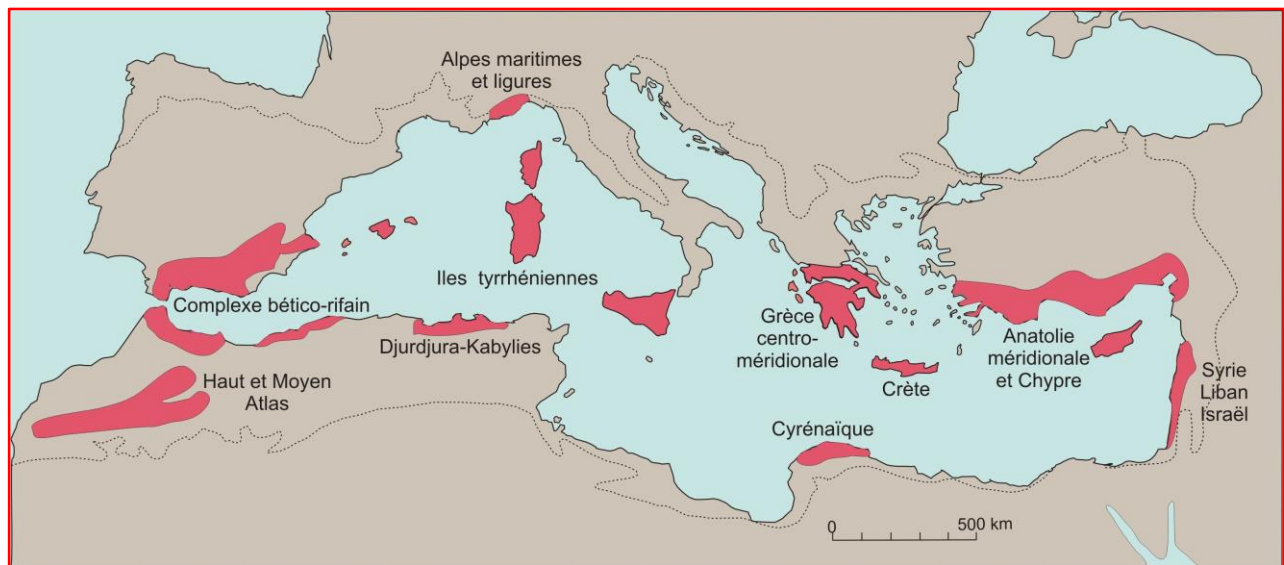 Alpes maritimes
et ligures
Iles tyrrhéniennes
Complexe bético-rifain
Djurdjura-Kabylies
Haut et Moyen
Atlas
Grèce
centro-
méridionale
Crète
Anatolie
méridionale
et Chypre
Syrie
Liban
Israël
Cyrénaïque
0
500 km